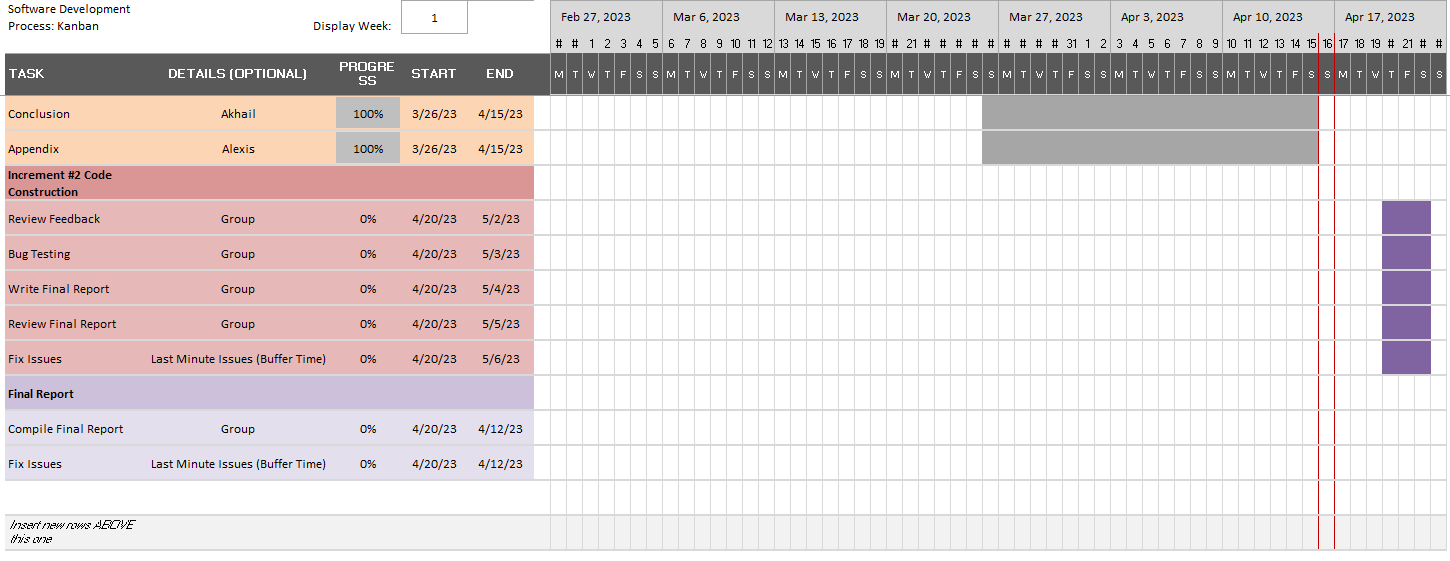 Software Development
Process: Kanban
Display Week: 1
Feb 27, 2023 Mar 6, 2023 Mar 13, 2023 Mar 20, 2023 Mar 27, 2023 Apr 3, 2023 Apr 10, 2023 Apr 17, 2023
# # 1 2 3 4 5 6 7 8 9 10 11 12 13 14 15 16 17 18 19 # 21 # # # # # # # # 31 1 2 3 4 5 6 7 8 9 10 11 12 13 14 15 16 17 18 19 # 21 # #
TASK DETAILS (OPTIONAL) PROGRE
SS START END M T W T F S S M T W T F S S M T W T F S S M T W T F S S M T W T F S S M T W T F S S M T W T F S S M T W T F S S
Conclusion Akhail 100% 3/26/23 4/15/23
Appendix Alexis 100% 3/26/23 4/15/23
Increment #2 Code
Construction
Review Feedback Group 0% 4/20/23 5/2/23
Bug Testing Group 0% 4/20/23 5/3/23
Write Final Report Group 0% 4/20/23 5/4/23
Review Final Report Group 0% 4/20/23 5/5/23
Fix Issues Last Minute Issues (Buffer Time) 0% 4/20/23 5/6/23
Final Report
Compile Final Report Group 0% 4/20/23 4/12/23
Fix Issues Last Minute Issues (Buffer Time) 0% 4/20/23 4/12/23
Insert new rows ABOVE
this one